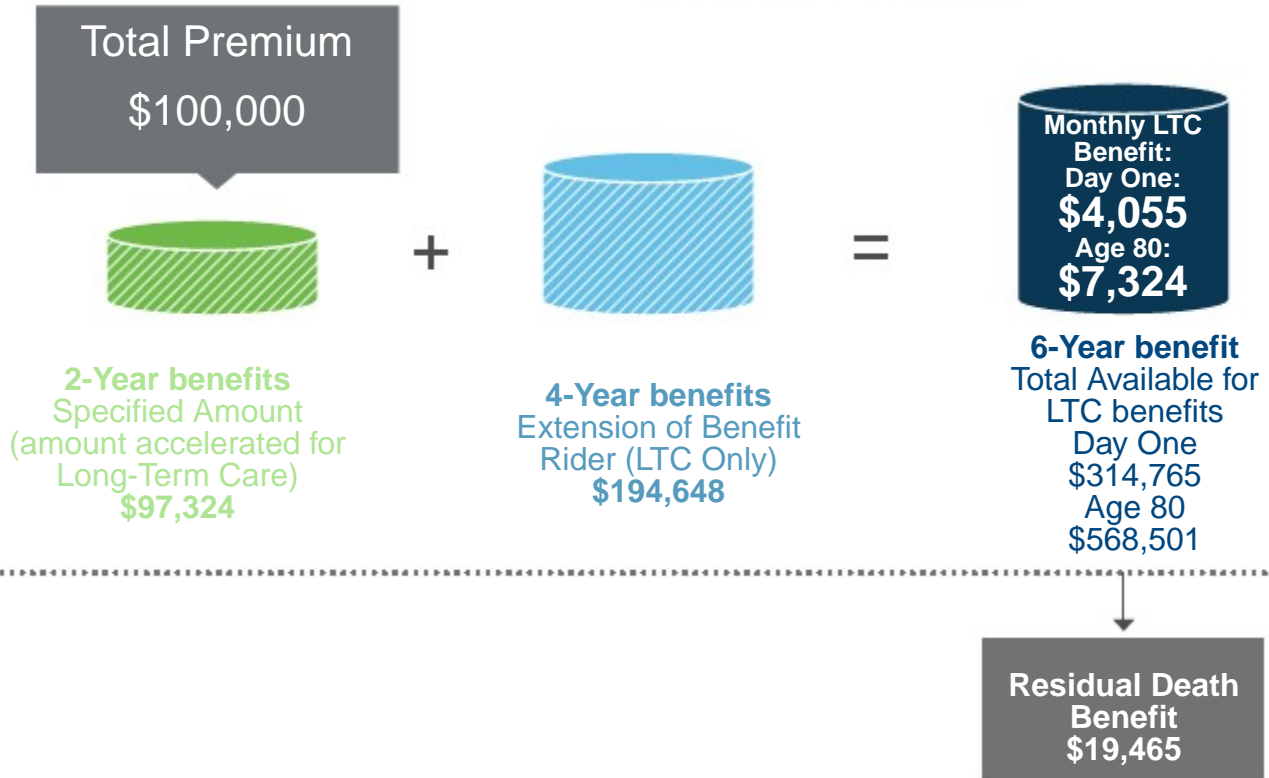 Total Premium
$100,000
+
=
Monthly LTC
Benefit:
Day One:
$4,055
Age 80:
$7,324
2-Year benefits
Specified Amount
(amount accelerated for
Long-Term Care)
$97,324
4-Year benefits
Extension of Benefit
Rider (LTC Only)
$194,648
6-Year benefit
Total Available for
LTC benefits
Day One
$314,765
Age 80
$568,501
Residual Death
Benefit
$19,465